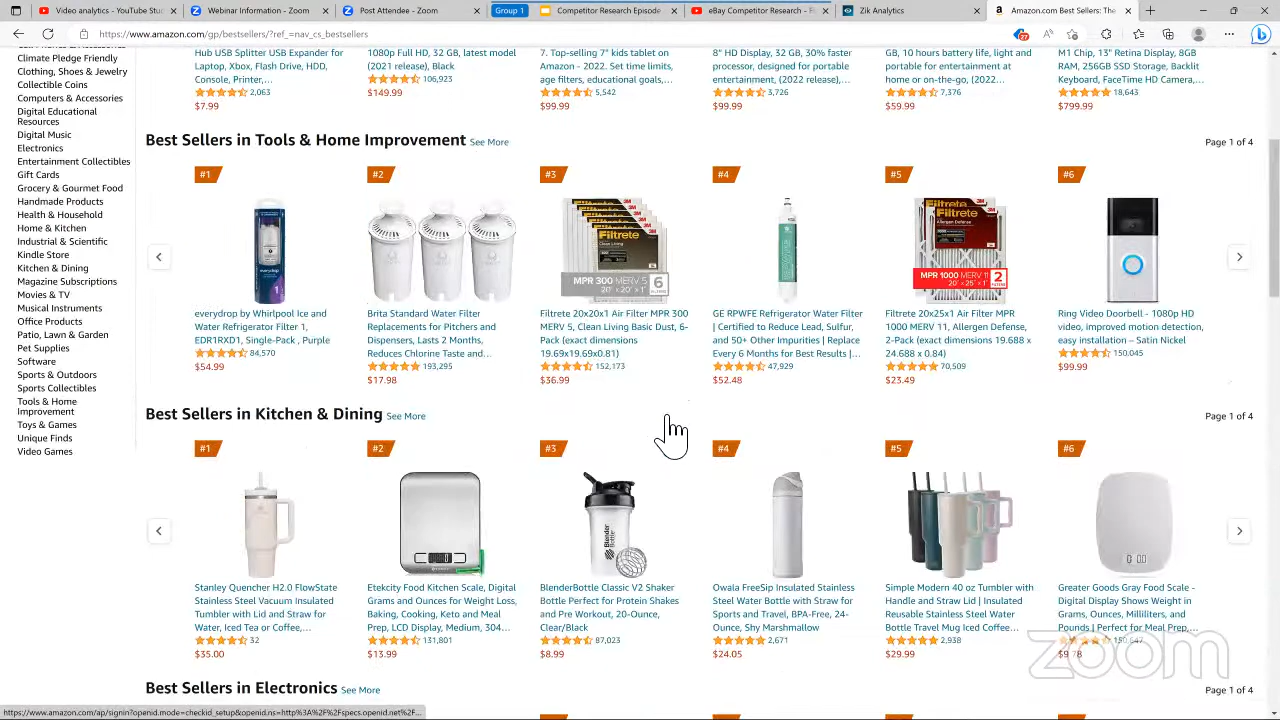 Video analytics - YouTube
Webinar Information - Zoom
Post Attendee - Zoom
Group 1
Competitor Research Episode
eBay Competitor Research - 
Zik Analytics
Amazon.com Best Sellers: The
https://www.amazon.com/gp/bestsellers/?ref_=nav_cs_bestsellers
Climate Pledge Friendly
Clothing, Shoes & Jewelry
Collectible Coins
Computers & Accessories
Digital Educational
Resources
Digital Music
Electronics
Entertainment Collectibles
Gift Cards
Grocery & Gourmet Food
Handmade Products
Health & Household
Home & Kitchen
Industrial & Scientific
Kindle Store
Kitchen & Dining
Magazine Subscriptions
Movies & TV
Musical Instruments
Office Products
Patio, Lawn & Garden
Pet Supplies
Software
Sports & Outdoors
Sports Collectibles
Tools & Home
Improvement
Toys & Games
Unique Finds
Video Games
Hub USB Splitter USB Expander for
Laptop, Xbox, Flash Drive, HDD,
Console, Printer,…
2,063
$7.99
1080p Full HD, 32 GB, latest model
(2021 release), Black
106,923
$149.99
7. Top-selling 7" kids tablet on
Amazon - 2022. Set time limits,
age filters, educational goals,…
5,542
$99.99
8" HD Display, 32 GB, 30% faster
processor, designed for portable
entertainment, (2022 release),…
3,726
$99.99
GB, 10 hours battery life, light and
portable for entertainment at
home or on-the-go, (2022…
7,376
$59.99
M1 Chip, 13" Retina Display, 8GB
RAM, 256GB SSD Storage, Backlit
Keyboard, FaceTime HD Camera,…
18,643
$799.99
Best Sellers in Tools & Home Improvement See More
Page 1 of 4
#1
everydrop by Whirlpool Ice and
Water Refrigerator Filter 1,
EDR1RXD1, Single-Pack , Purple
84,570
$54.99
#2
Brita Standard Water Filter
Replacements for Pitchers and
Dispensers, Lasts 2 Months,
Reduces Chlorine Taste and…
193,295
$17.98
#3
Filtrete
MPR 300 MERV 5
20" x 20" x 1"
6
Filtrete 20x20x1 Air Filter MPR 300
MERV 5, Clean Living Basic Dust, 6-
Pack (exact dimensions
19.69x19.69x0.81)
152,173
$36.99
#4
GE RPWFE Refrigerator Water Filter
| Certified to Reduce Lead, Sulfur,
and 50+ Other Impurities | Replace
Every 6 Months for Best Results |…
47,929
$52.48
#5
Filtrete
MPR 1000 MERV 11
20" x 25" x 1"
2
Filtrete 20x25x1 Air Filter MPR
1000 MERV 11, Allergen Defense,
2-Pack (exact dimensions 19.688 x
24.688 x 0.84)
70,509
$23.49
#6
Ring Video Doorbell - 1080p HD
video, improved motion detection,
easy installation – Satin Nickel
150,045
$99.99
Best Sellers in Kitchen & Dining See More
Page 1 of 4
#1
Stanley Quencher H2.0 FlowState
Stainless Steel Vacuum Insulated
Tumbler with Lid and Straw for
Water, Iced Tea or Coffee,…
32
$35.00
#2
Etekcity Food Kitchen Scale, Digital
Grams and Ounces for Weight Loss,
Baking, Cooking, Keto and Meal
Prep, LCD Display, Medium, 304…
131,801
$13.99
#3
BlenderBottle Classic V2 Shaker
Bottle Perfect for Protein Shakes
and Pre Workout, 20-Ounce,
Clear/Black
87,023
$8.99
#4
Owala FreeSip Insulated Stainless
Steel Water Bottle with Straw for
Sports and Travel, BPA-Free, 24-
Ounce, Shy Marshmallow
2,671
$24.05
#5
Simple Modern 40 oz Tumbler with
Handle and Straw Lid | Insulated
Reusable Stainless Steel Water
Bottle Travel Mug Iced Coffee…
2,938
$29.99
#6
Greater Goods Gray Food Scale -
Digital Display Shows Weight in
Grams, Ounces, Milliliters, and
Pounds | Perfect for Meal Prep,…
zoom
Best Sellers in Electronics See More
Page 1 of 4
https://www.amazon.com/ap/signin?openid.mode=checkid_setup&openid.ns=http%3A%2F%2Fspecs.openid.net%2F...